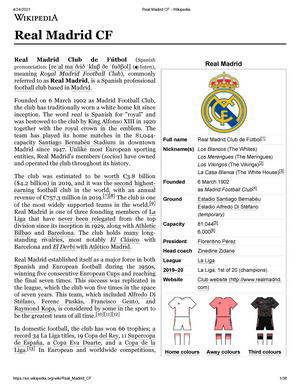 4/24/2021
Real Madrid CF - Wikipedia
WIKIPEDIA
Real Madrid CF
Real Madrid Club de Fútbol (Spanish
pronunciation: [reˈal maˈðɾið ˈkluβ ðe ˈfuðβol] (listen),
meaning Royal Madrid Football Club), commonly
referred to as Real Madrid, is a Spanish professional
football club based in Madrid.
Founded on 6 March 1902 as Madrid Football Club,
the club has traditionally worn a white home kit since
inception. The word real is Spanish for "royal" and
was bestowed to the club by King Alfonso XIII in 1920
together with the royal crown in the emblem. The
team has played its home matches in the 81,044-
capacity Santiago Bernabéu Stadium in downtown
Madrid since 1947. Unlike most European sporting
entities, Real Madrid's members (socios) have owned
and operated the club throughout its history.
The club was estimated to be worth €3.8 billion
($4.2 billion) in 2019, and it was the second highest-
earning football club in the world, with an annual
revenue of €757.3 million in 2019.
The club is one
of the most widely supported teams in the world.
Real Madrid is one of three founding members of La
Liga that have never been relegated from the top
division since its inception in 1929, along with Athletic
Bilbao and Barcelona. The club holds many long-
standing rivalries, most notably El Clásico with
Barcelona and El Derbi with Atlético Madrid.
Real Madrid established itself as a major force in both
Spanish and European football during the 1950s,
winning five consecutive European Cups and reaching
the final seven times. This success was replicated in
the league, which the club won five times in the space
of seven years. This team, which included Alfredo Di
Stéfano, Ferenc Puskás, Francisco Gento, and
Raymond Kopa, is considered by some in the sport to
be the greatest team of all time.
In domestic football, the club has won 66 trophies; a
record 34 La Liga titles, 19 Copa del Rey, 11 Supercopa
de España, a Copa Eva Duarte, and a Copa de la
Liga. In European and worldwide competitions,
Real Madrid
Full name Real Madrid Club de Fútbol[1]
Nickname(s) Los Blancos (The Whites)
Los Merengues (The Meringues)
Los Vikingos (The Vikings)[2]
La Casa Blanca (The White House)[3]
Founded 6 March 1902
as Madrid Football Club[4]
Ground Estadio Santiago Bernabéu
Estadio Alfredo Di Stéfano
(temporary)
Capacity 81,044[5]
6,000[6]
President Florentino Pérez
Head coach Zinedine Zidane
League La Liga
2019–20 La Liga, 1st of 20 (champions)
Website Club website (http://www.realmadrid.
com)
Home colours Away colours Third colours
https://en.wikipedia.org/wiki/Real_Madrid_CF
1/38